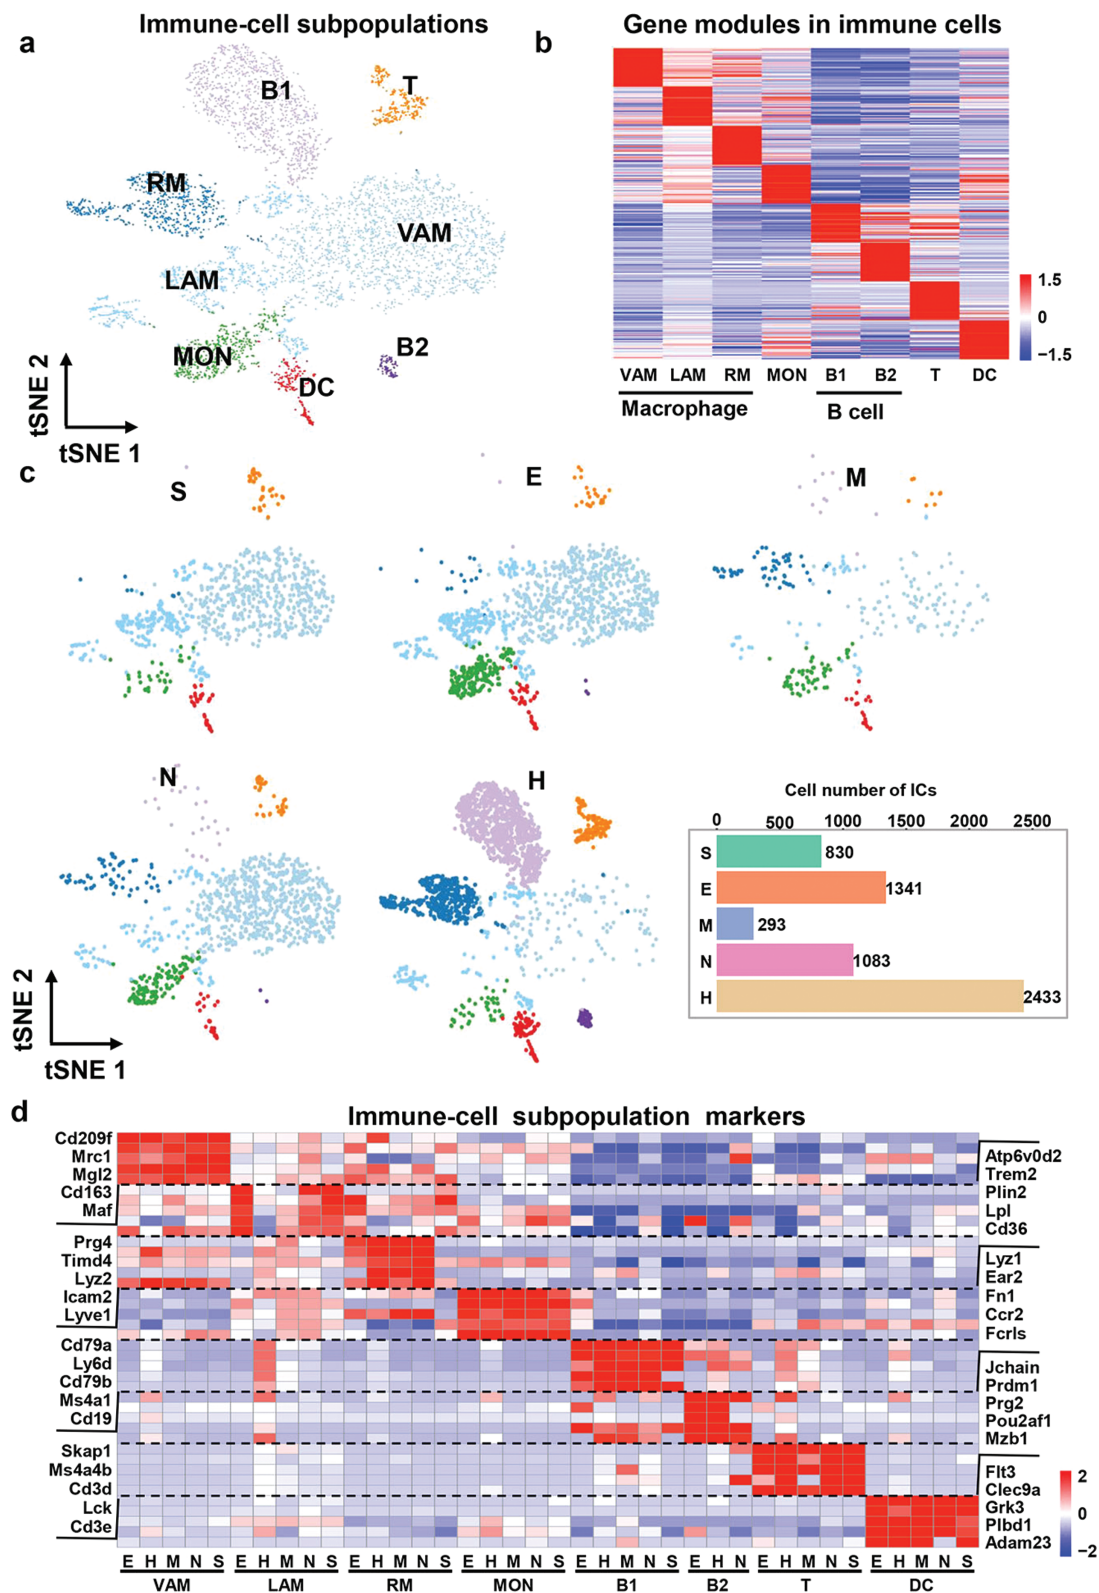 a
Immune-cell subpopulations
B1
T
RM
VAM
LAM
MON
B2
DC
tSNE 2
tSNE 1
b
Gene modules in immune cells
1.5
0
−1.5
VAM LAM RM MON B1 B2 T DC
Macrophage B cell
c
S
E
M
N
H
tSNE 2
tSNE 1
Cell number of ICs
0 500 1000 1500 2000 2500
S 830
E 1341
M 293
N 1083
H 2433
d
Immune-cell subpopulation markers
Cd209f
Mrc1
Mgl2
Cd163
Maf
Prg4
Timd4
Lyz2
Icam2
Lyve1
Cd79a
Ly6d
Cd79b
Ms4a1
Cd19
Skap1
Ms4a4b
Cd3d
Lck
Cd3e
Atp6v0d2
Trem2
Plin2
Lpl
Cd36
Lyz1
Ear2
Fn1
Ccr2
Fcrls
Jchain
Prdm1
Prg2
Pou2af1
Mzb1
Flt3
Clec9a
Grk3
Plbd1
Adam23
2
0
−2
E H M N S E H M N S E H M N S E H M N S E H M N S E H N E H M N S E H M N S
VAM LAM RM MON B1 B2 T DC